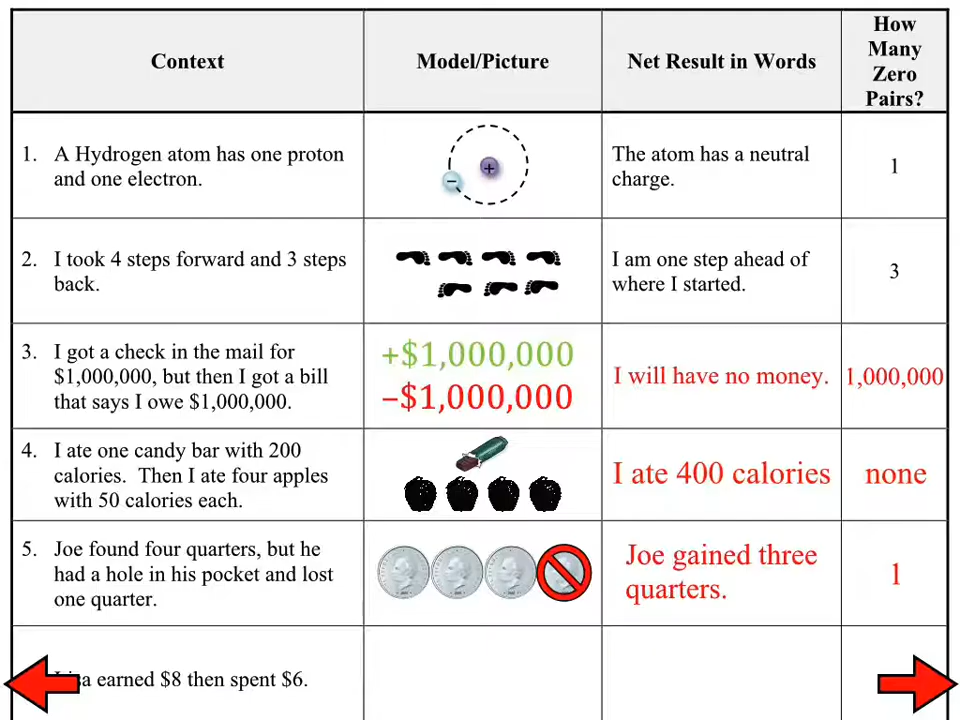 Context
Model/Picture
Net Result in Words
How
Many
Zero
Pairs?
1. A Hydrogen atom has one proton
and one electron.
− +
The atom has a neutral
charge.
1
2. I took 4 steps forward and 3 steps
back.
I am one step ahead of
where I started.
3
3. I got a check in the mail for
$1,000,000, but then I got a bill
that says I owe $1,000,000.
+$1,000,000
−$1,000,000
I will have no money.
1,000,000
4. I ate one candy bar with 200
calories. Then I ate four apples
with 50 calories each.
I ate 400 calories
none
5. Joe found four quarters, but he
had a hole in his pocket and lost
one quarter.
Joe gained three
quarters.
1
earned $8 then spent $6.